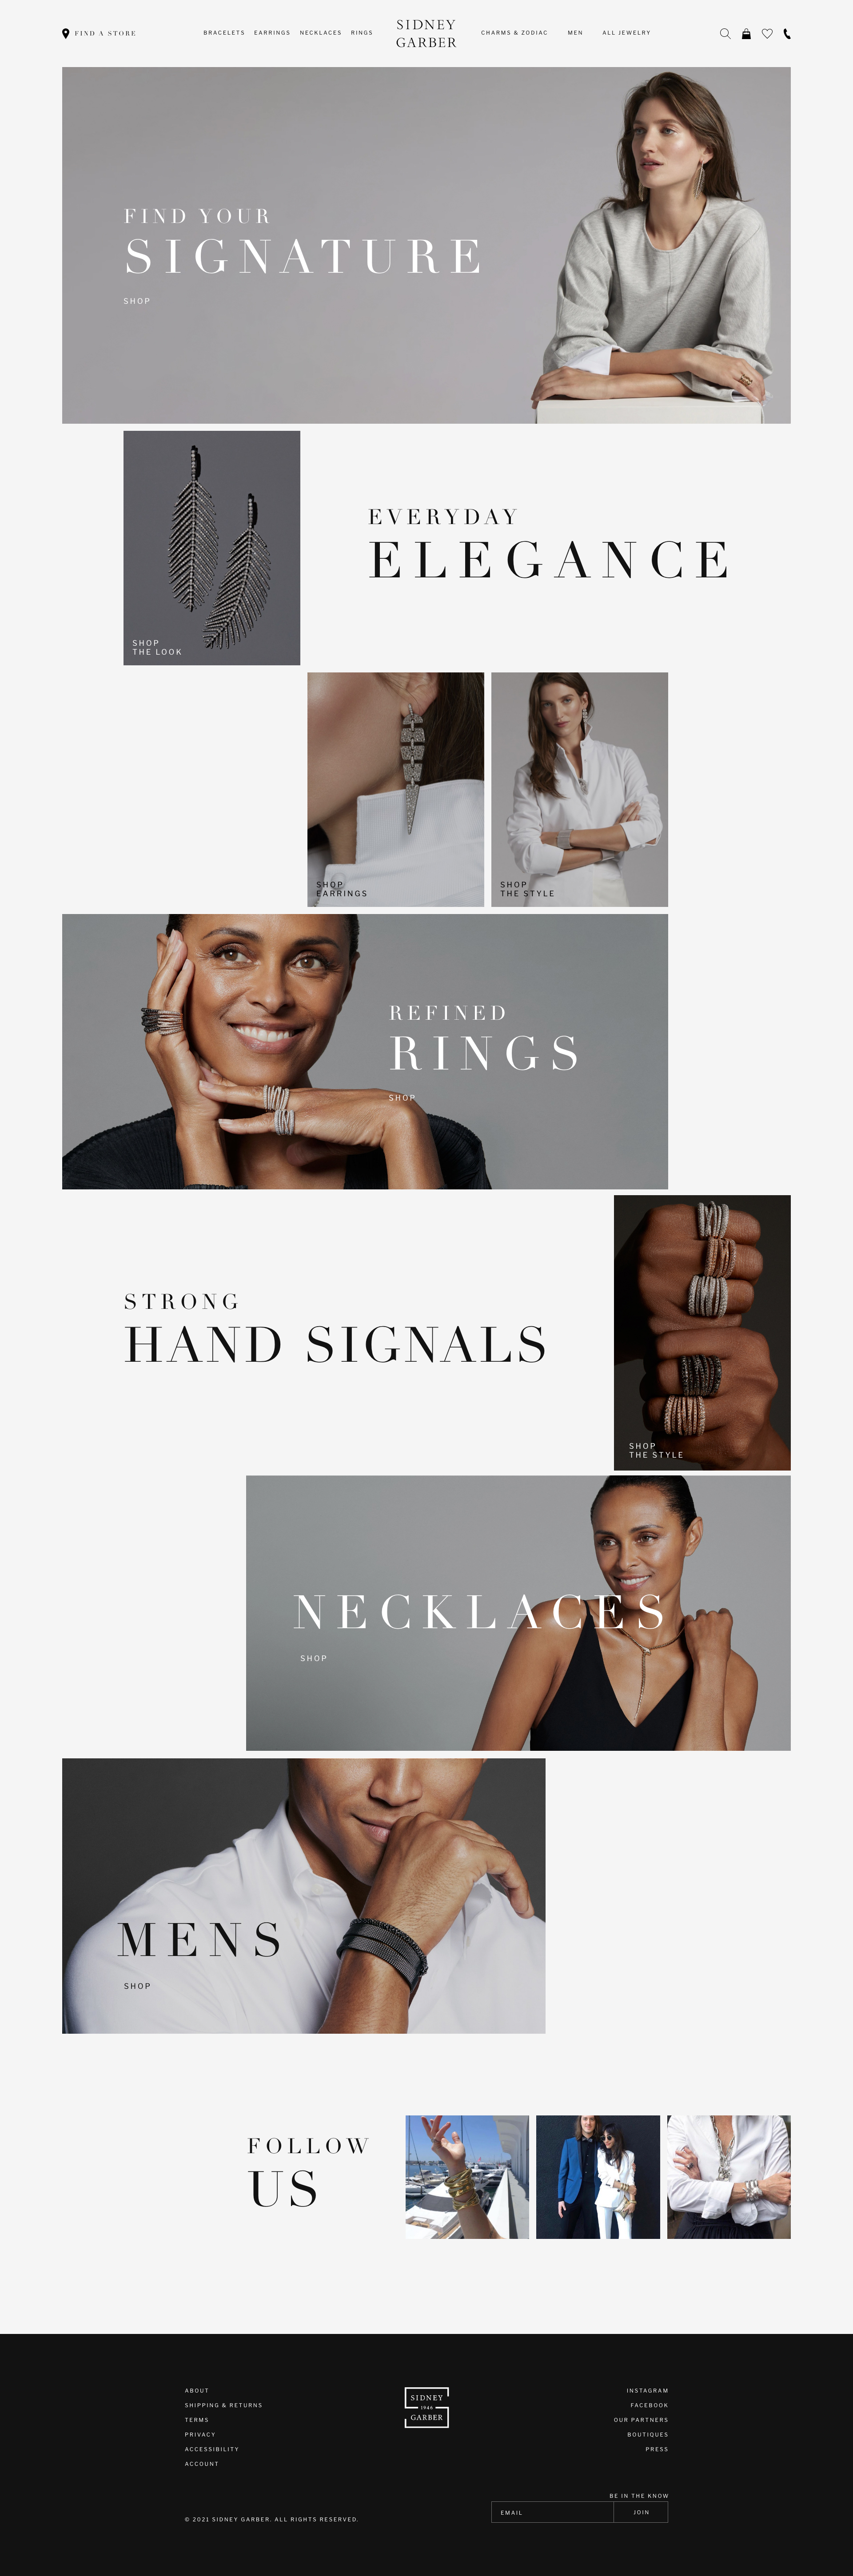 FIND A STORE
BRACELETS EARRINGS NECKLACES RINGS
SIDNEY
GARBER
CHARMS & ZODIAC MEN ALL JEWELRY
FIND YOUR
SIGNATURE
SHOP
EVERYDAY
ELEGANCE
SHOP
THE LOOK
SHOP
EARRINGS
SHOP
THE STYLE
REFINED
RINGS
SHOP
STRONG
HAND SIGNALS
SHOP
THE STYLE
NECKLACES
SHOP
MENS
SHOP
FOLLOW
US
ABOUT
SHIPPING & RETURNS
TERMS
PRIVACY
ACCESSIBILITY
ACCOUNT
SIDNEY
1946
GARBER
INSTAGRAM
FACEBOOK
OUR PARTNERS
BOUTIQUES
PRESS
BE IN THE KNOW
EMAIL JOIN
© 2021 SIDNEY GARBER. ALL RIGHTS RESERVED.